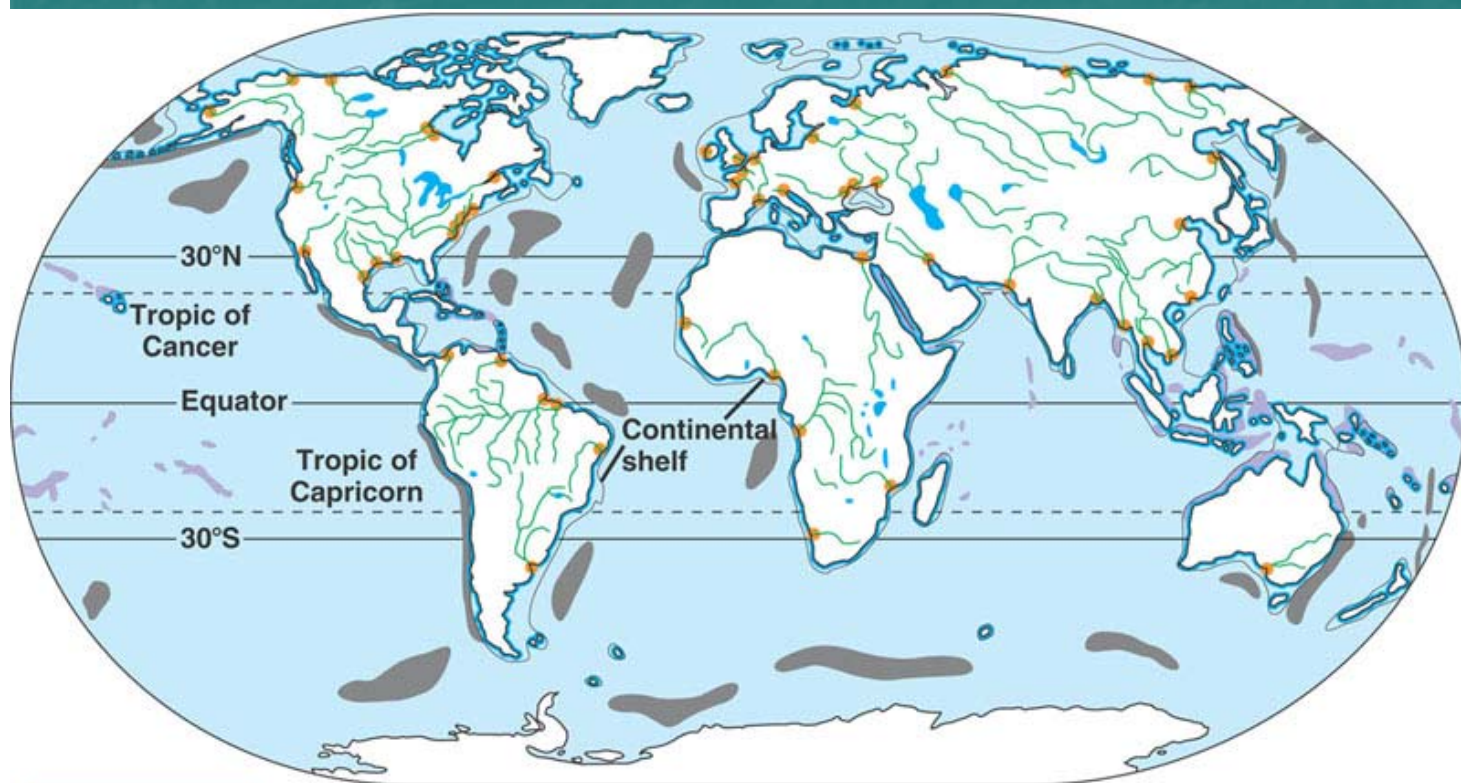 30°N
Tropic of
Cancer
Equator
Continental
shelf
Tropic of
Capricorn
30°S